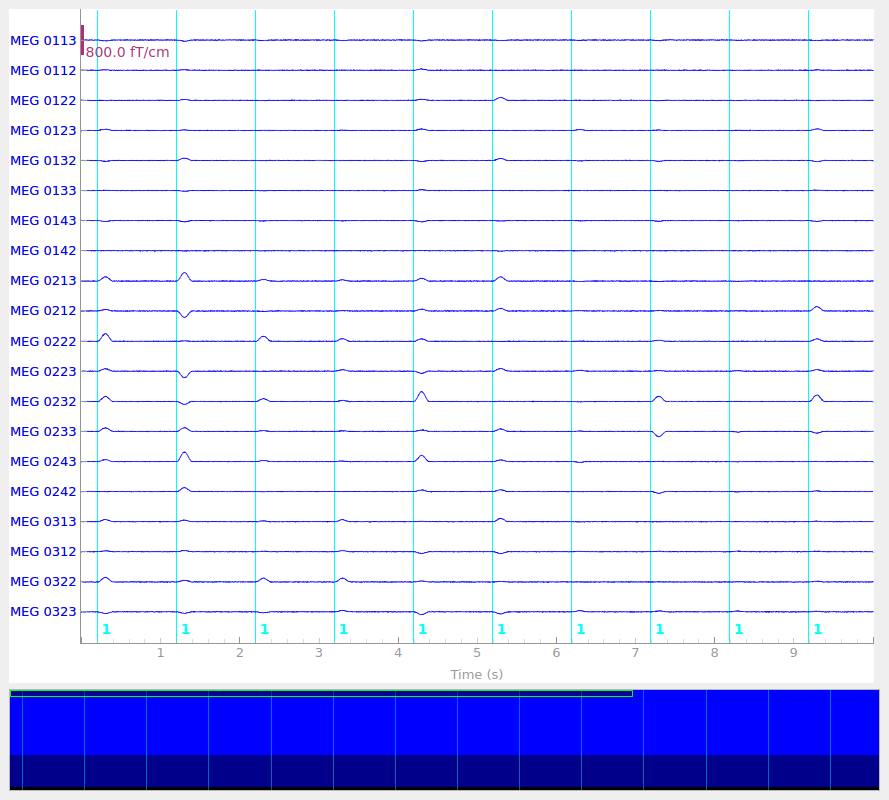 MEG 0113
800.0 fT/cm
MEG 0112
MEG 0122
MEG 0123
MEG 0132
MEG 0133
MEG 0143
MEG 0142
MEG 0213
MEG 0212
MEG 0222
MEG 0223
MEG 0232
MEG 0233
MEG 0243
MEG 0242
MEG 0313
MEG 0312
MEG 0322
MEG 0323
1 1 1 1 1 1 1 1 1 1
1 2 3 4 5 6 7 8 9
Time (s)